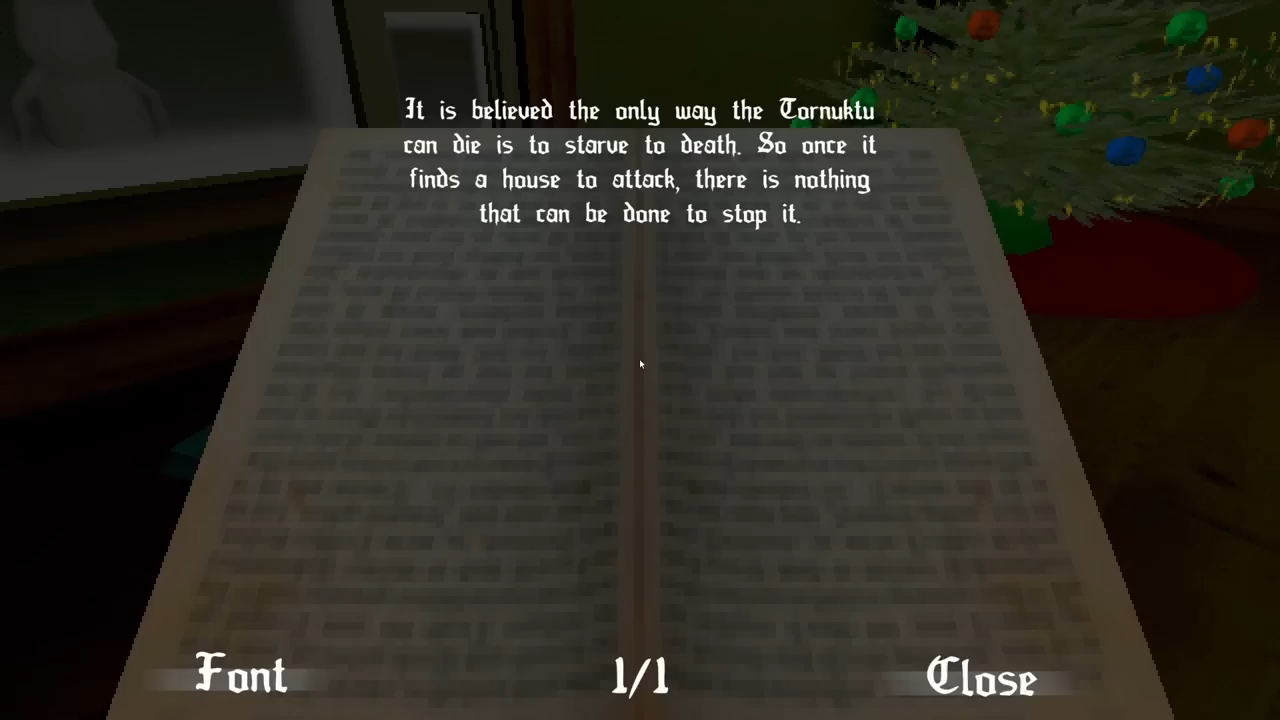 It is believed the only way the Tornuktu
can die is to starve to death. So once it
finds a house to attack, there is nothing
that can be done to stop it.
Font
1/1
Close